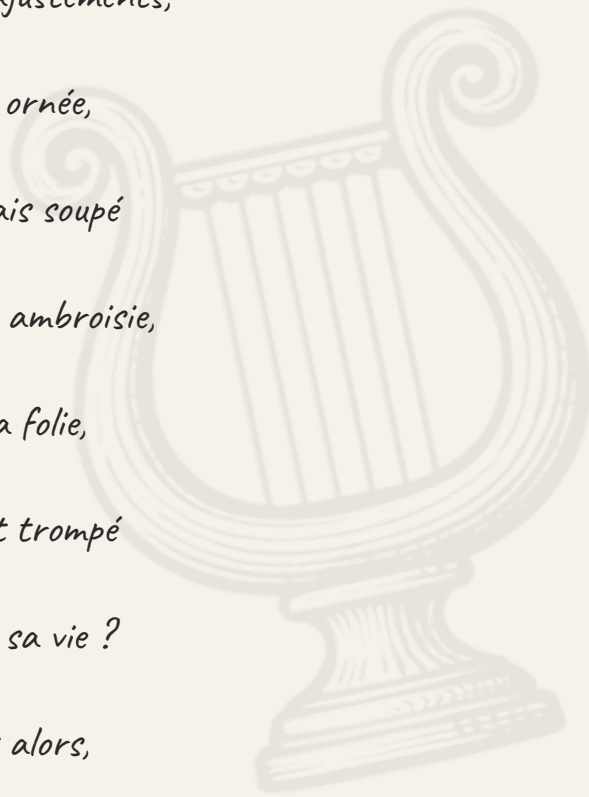 ornée,
soupé
ambroisie,
folie,
trompé
sa vie ?
alors,